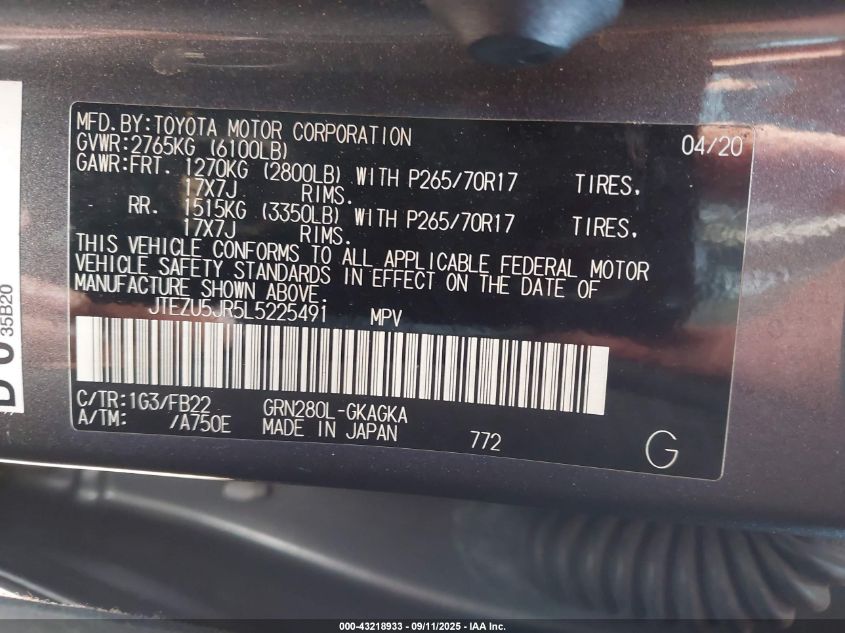 MFD.BY:TOYOTA MOTOR CORPORATION 04/20
GVWR:2765KG (6100LB)
GAWR:FRT. 1270KG (2800LB) WITH P265/70R17 TIRES.
17X7J RIMS.
RR. 1515KG (3350LB) WITH P265/70R17 TIRES.
17X7J RIMS.
THIS VEHICLE CONFORMS TO ALL APPLICABLE FEDERAL MOTOR
VEHICLE SAFETY STANDARDS IN EFFECT ON THE DATE OF
MANUFACTURE SHOWN ABOVE.
JTEZU5JR5L5225491 MPV
C/TR:1G3/FB22 GRN280L-GKAGKA
A/TM: /A750E MADE IN JAPAN 772 G
35B20
000-43218933 - 09/11/2025 - IAA Inc.